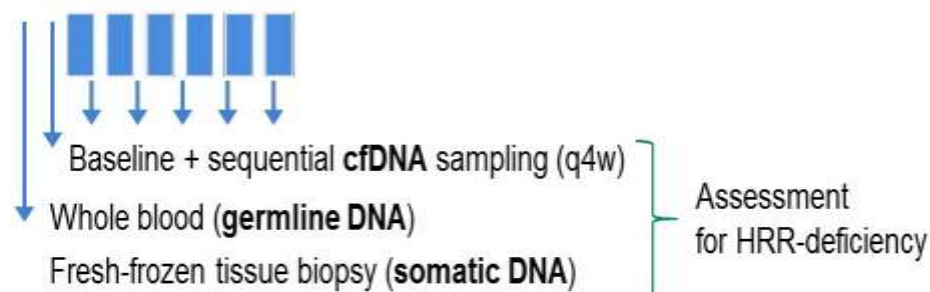 Baseline + sequential cfDNA sampling (q4w)
Whole blood (germline DNA)
Fresh-frozen tissue biopsy (somatic DNA)
Assessment
for HRR-deficiency